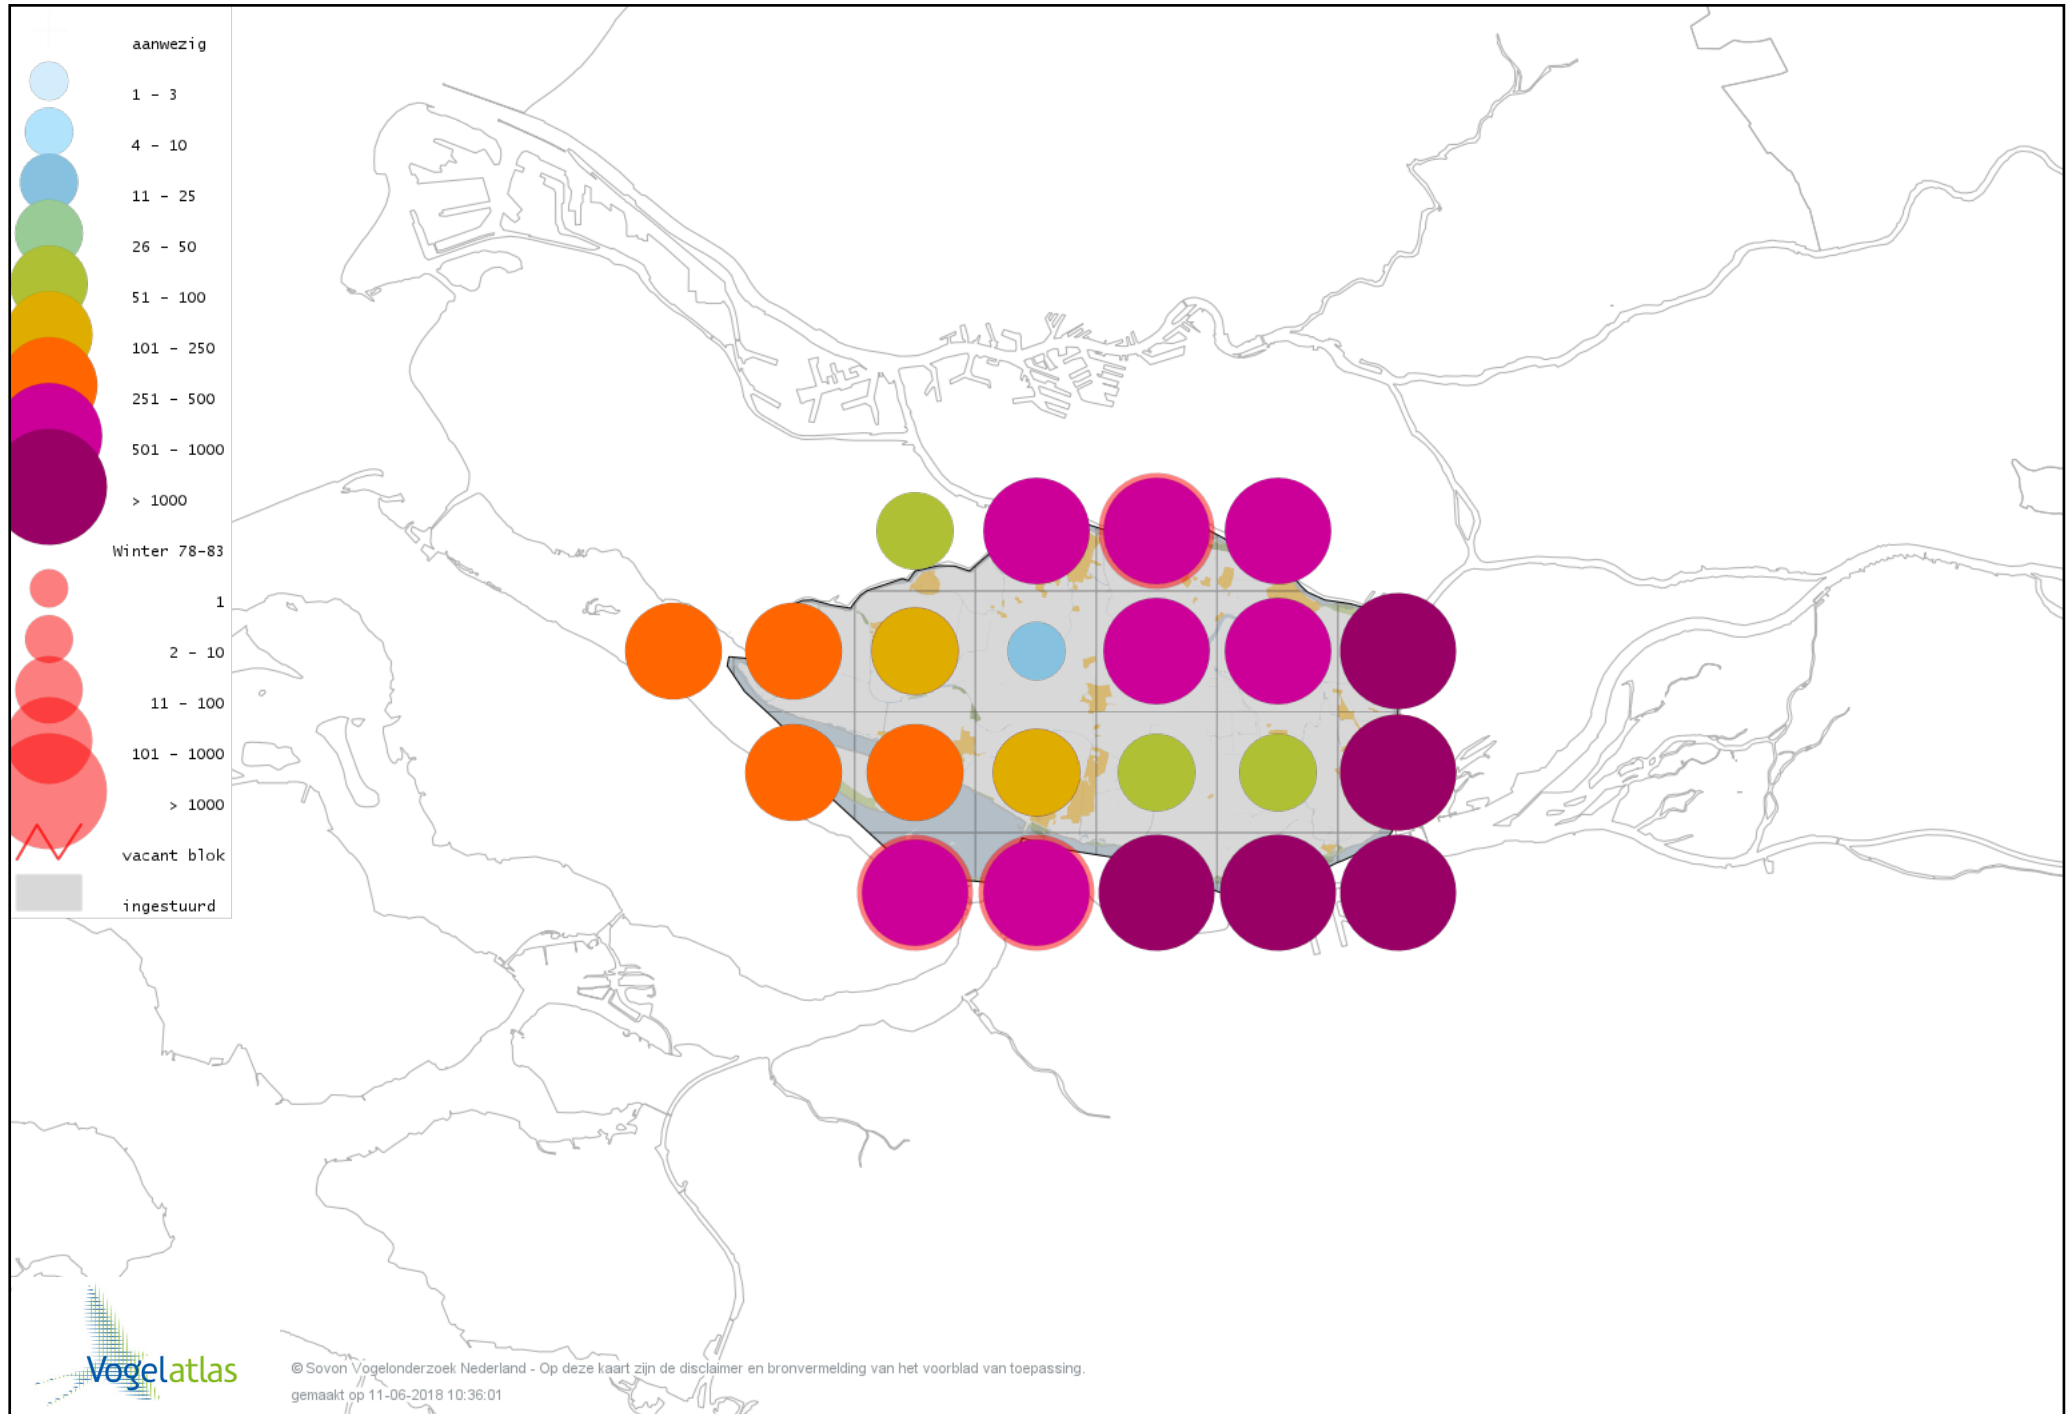 aanwezig
1 – 3
4 – 10
11 – 25
26 – 50
51 – 100
101 – 250
251 – 500
501 – 1000
> 1000
Winter 78-83
1
2 – 10
11 – 100
101 – 1000
> 1000
vacant blok
ingestuurd
Vogelatlas
© Sovon Vogelonderzoek Nederland - Op deze kaart zijn de disclaimer en bronvermelding van het voorblad van toepassing.
gemaakt op 11-06-2018 10:36:01